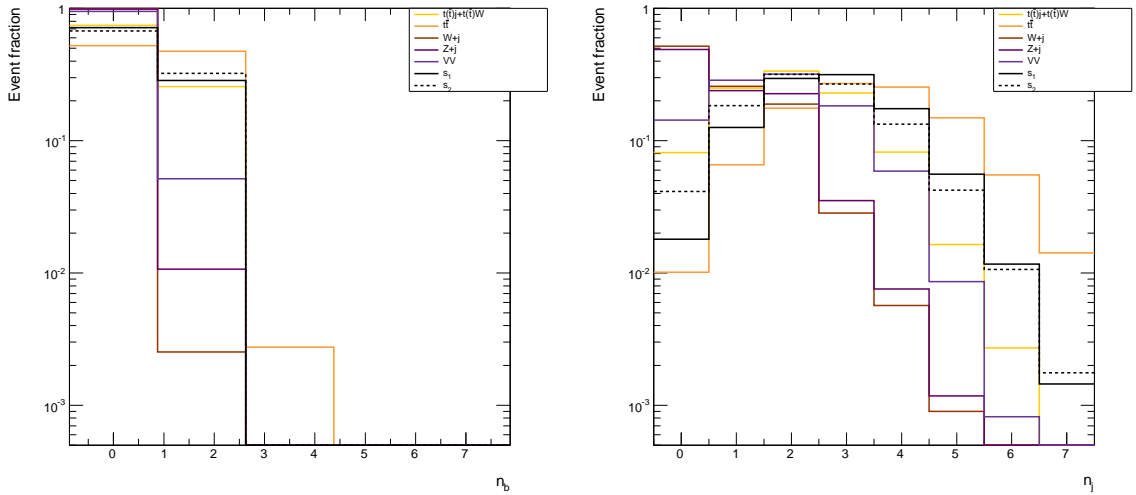 Event fraction
1
10-1
10-2
10-3
t(t̄)j+t(t̄)W
tt̄
W+j
Z+j
VV
s1
s2
0 1 2 3 4 5 6 7
nb
Event fraction
1
10-1
10-2
10-3
t(t̄)j+t(t̄)W
tt̄
W+j
Z+j
VV
s1
s2
0 1 2 3 4 5 6 7
nj